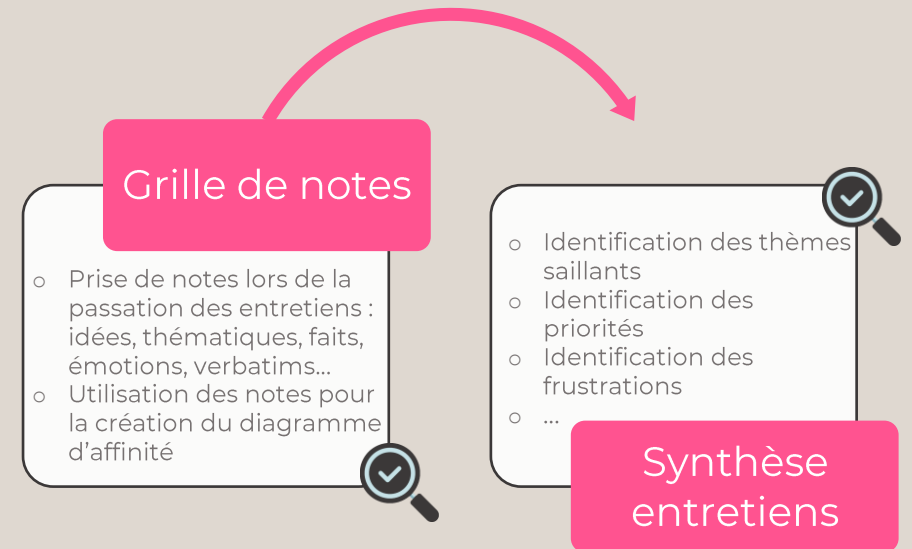 Grille de notes
○ Prise de notes lors de la
passation des entretiens :
idées, thématiques, faits,
émotions, verbatims...
○ Utilisation des notes pour
la création du diagramme
d’affinité
○ Identification des thèmes
saillants
○ Identification des
priorités
○ Identification des
frustrations
○ ...
Synthèse
entretiens